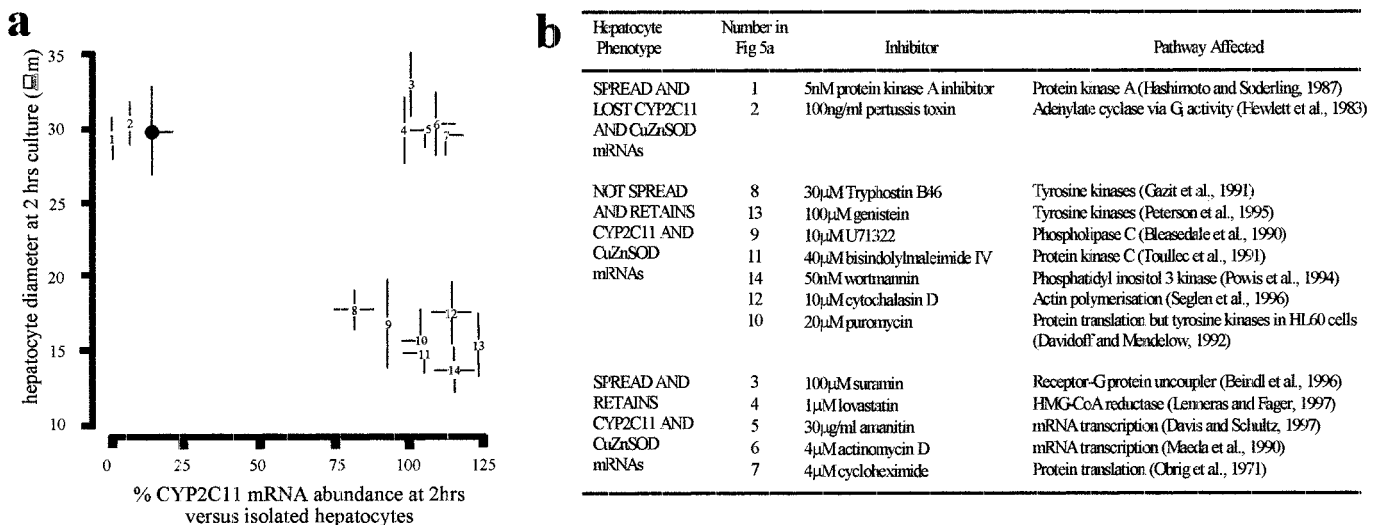 a
hepatocyte diameter at 2 hrs culture (m)
35
30
25
20
15
10
0 25 50 75 100 125
% CYP2C11 mRNA abundance at 2hrs
versus isolated hepatocytes
1
2
3
4
5
6
7
8
9
10
11
12
13
14
b
Hepatocyte Phenotype Number in Fig 5a Inhibitor Pathway Affected
SPREAD AND 1 5nM protein kinase A inhibitor Protein kinase A (Hashimoto and Soderling, 1987)
LOST CYP2C11 2 100ng/ml pertussis toxin Adenylate cyclase via Gi activity (Hewlett et al., 1983)
AND CuZnSOD
mRNAs
NOT SPREAD 8 30μM Tryphostin B46 Tyrosine kinases (Gazit et al., 1991)
AND RETAINS 13 100μM genistein Tyrosine kinases (Peterson et al., 1995)
CYP2C11 AND 9 10μM U71322 Phospholipase C (Bleasedale et al., 1990)
CuZnSOD 11 40μM bisindolylmaleimide IV Protein kinase C (Toullec et al., 1991)
mRNAs 14 50nM wortmannin Phosphatidyl inositol 3 kinase (Powis et al., 1994)
12 10μM cytochalasin D Actin polymerisation (Seglen et al., 1996)
10 20μM puromycin Protein translation but tyrosine kinases in HL60 cells
(Davidoff and Mendelow, 1992)
SPREAD AND 3 100μM suramin Receptor-G protein uncoupler (Beindl et al., 1996)
RETAINS 4 1μM lovastatin HMG-CoA reductase (Lenneras and Fager, 1997)
CYP2C11 AND 5 30μg/ml amanitin mRNA transcription (Davis and Schultz, 1997)
CuZnSOD 6 4μM actinomycin D mRNA transcription (Maeda et al., 1990)
mRNAs 7 4μM cycloheximide Protein translation (Obrig et al., 1971)